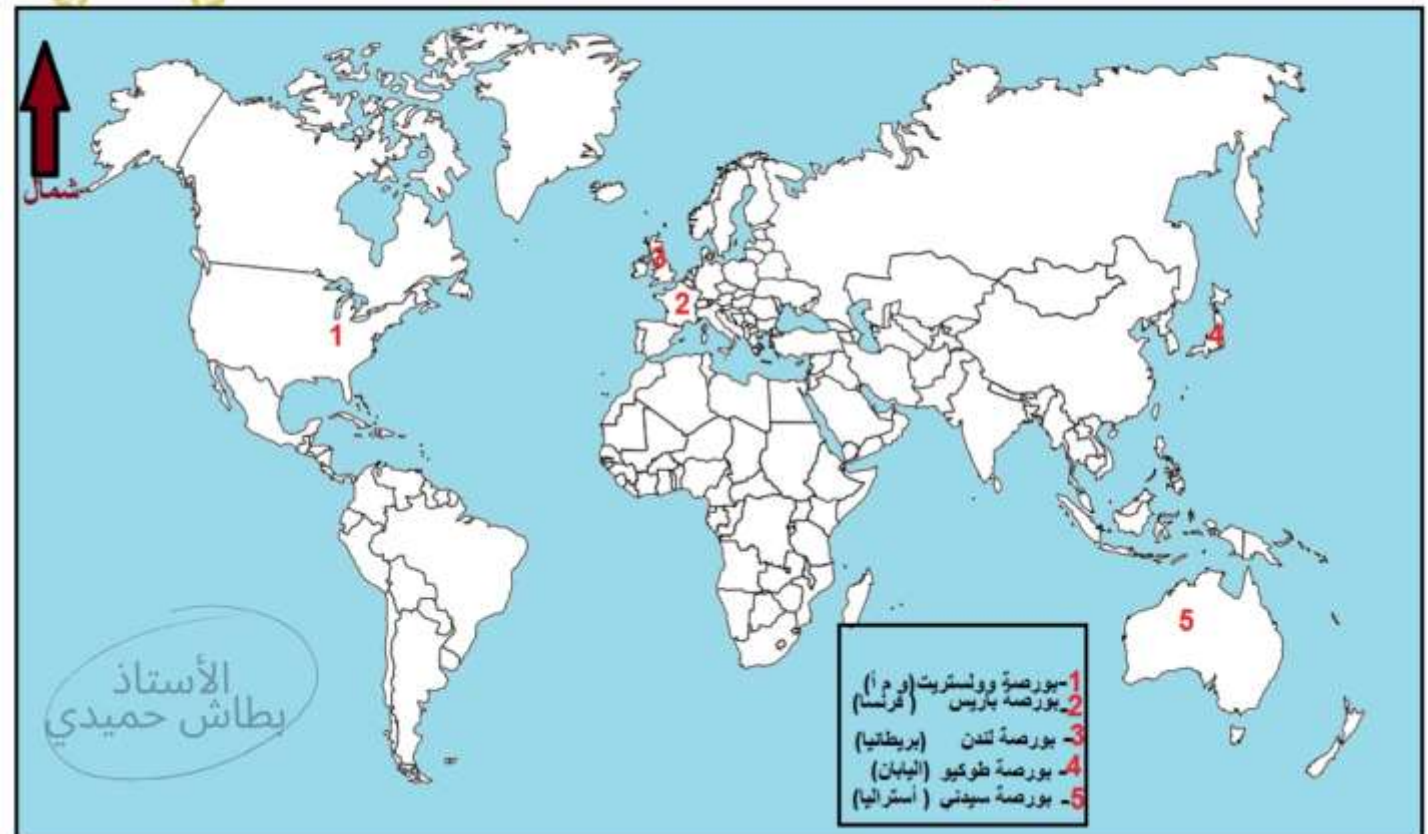 شمال
1
2
3
4
5
الأستاذ
بطاش حميدي
1-بورصة وولستريت(و م أ)
2-بورصة باريس (فرنسا)
3- بورصة لندن (بريطانيا)
4- بورصة طوكيو (اليابان)
5- بورصة سيدني ( أستراليا)